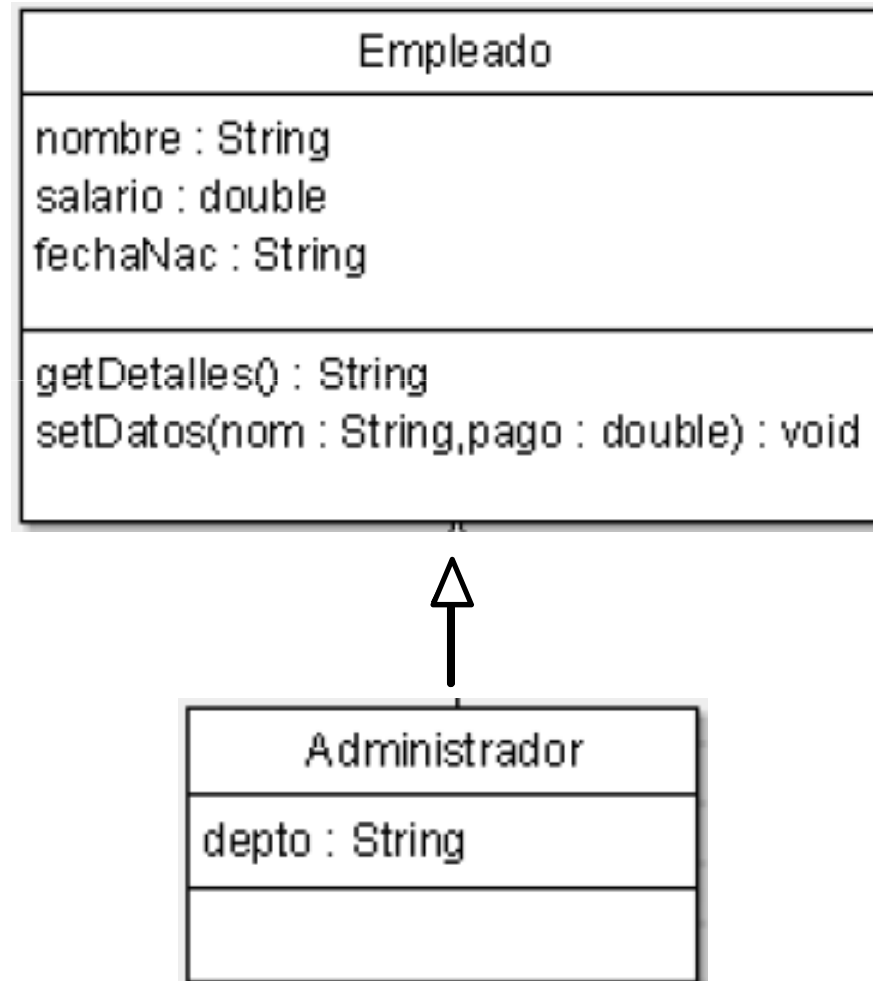 Empleado
nombre : String
salario : double
fechaNac : String
getDetalles() : String
setDatos(nom : String,pago : double) : void
Administrador
depto : String